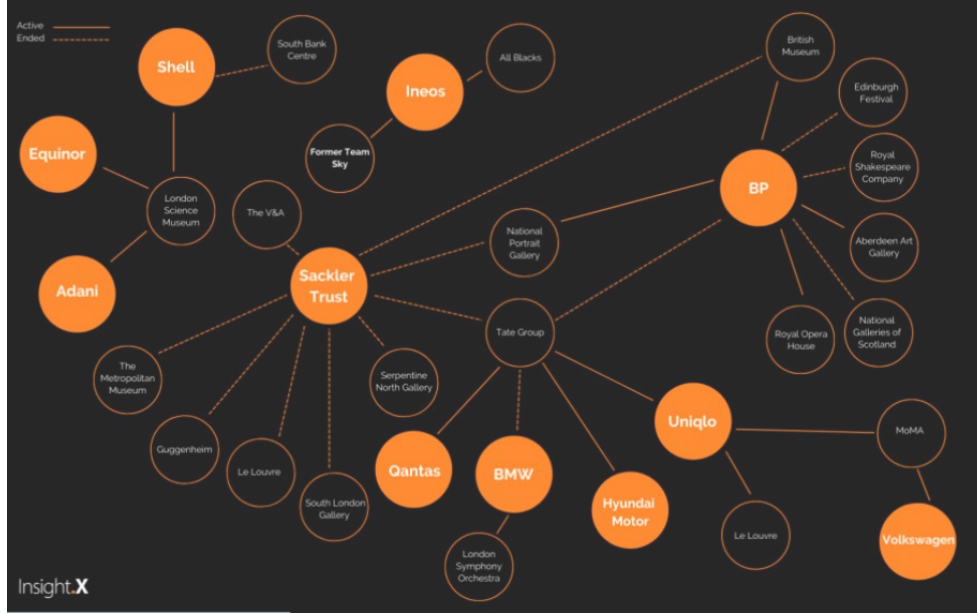 Active
Ended
Shell
South Bank
Centre
Ineos
All Blacks
British
Museum
Edinburgh
Festival
Equinor
Former Team
Sky
Royal
Shakespeare
Company
BP
London
Science
Museum
The V&A
National
Portrait
Gallery
Aberdeen Art
Gallery
Adani
Sackler
Trust
Tate Group
Royal Opera
House
National
Galleries of
Scotland
The
Metropolitan
Museum
Serpentine
North Gallery
Guggenheim
Le Louvre
South London
Gallery
Qantas
BMW
Hyundai
Motor
Uniqlo
MoMA
London
Symphony
Orchestra
Le Louvre
Volkswagen
Insight.X